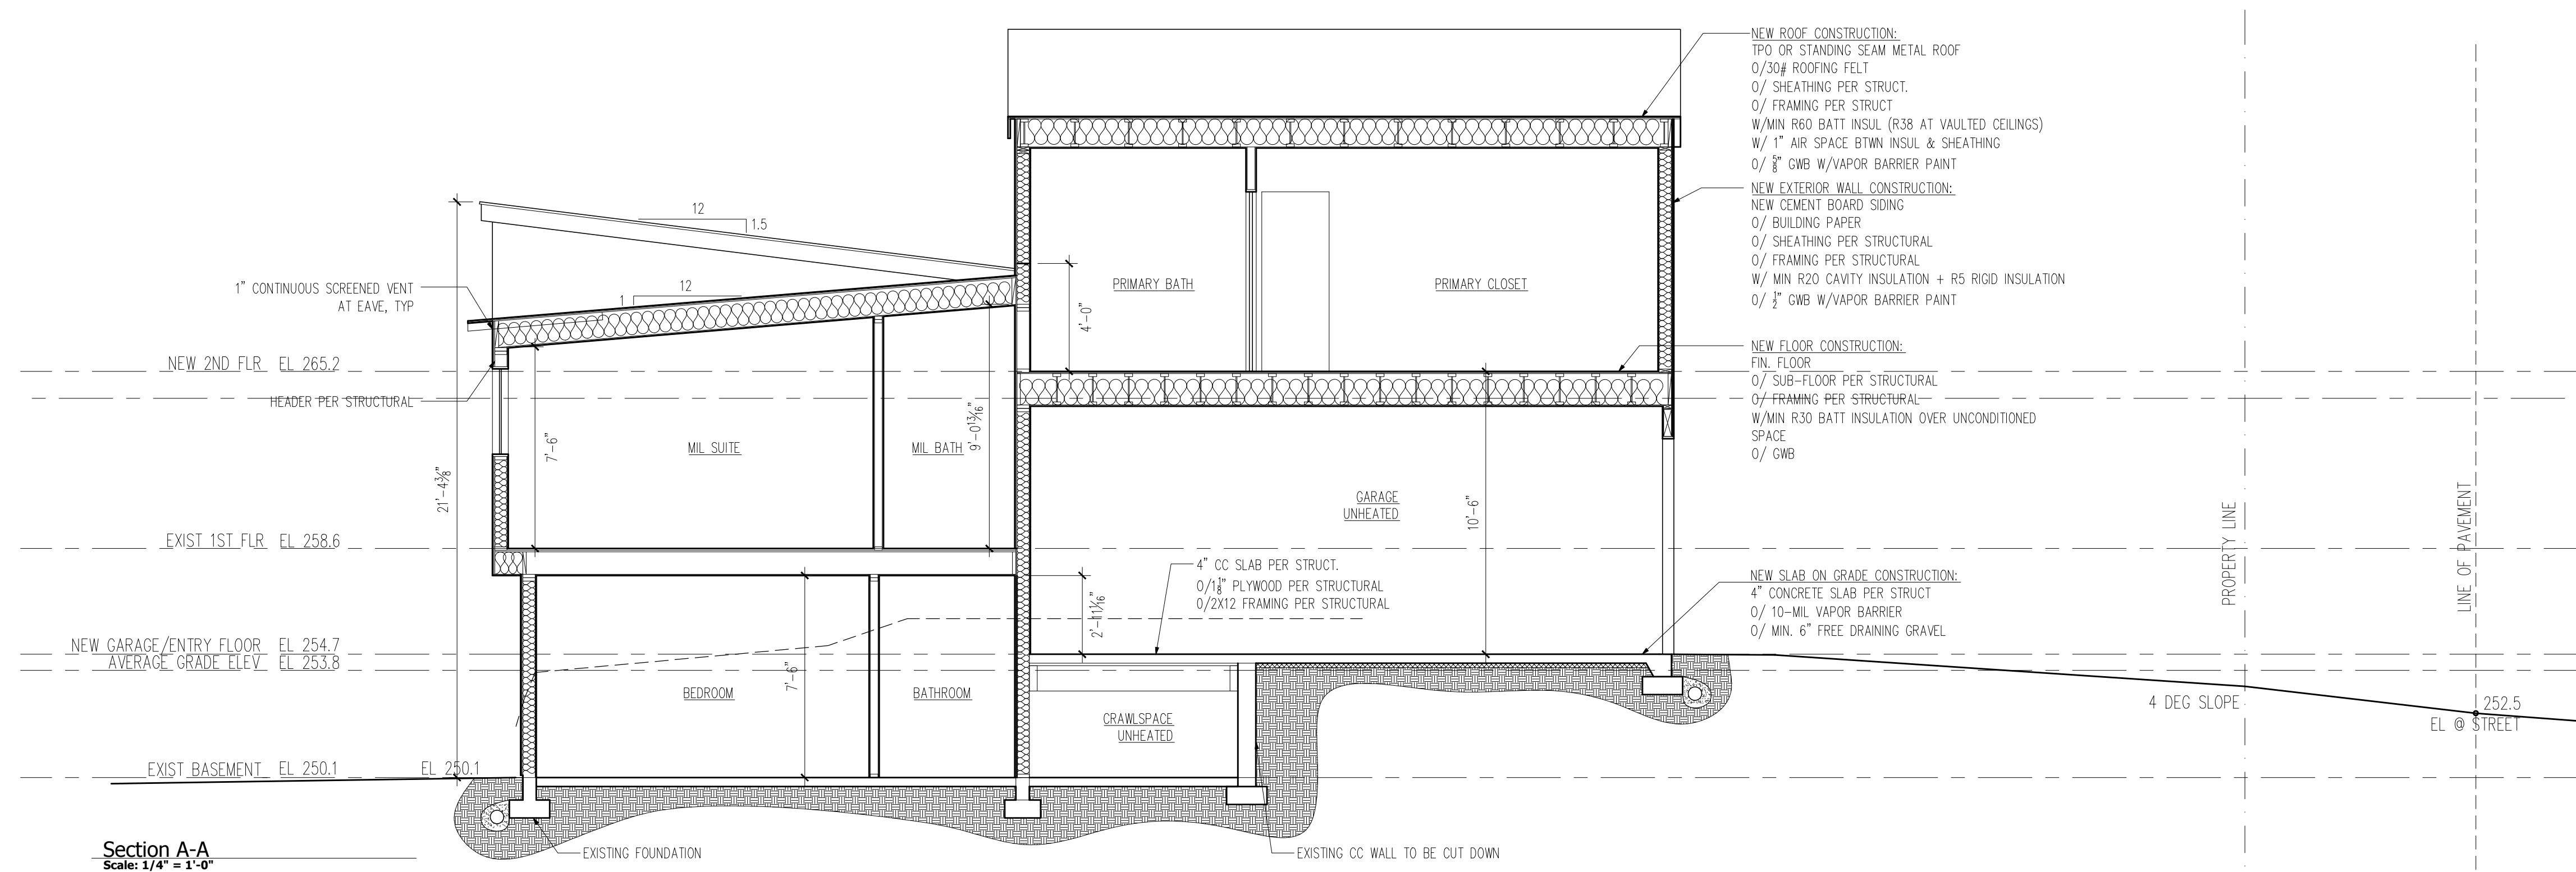 NEW ROOF CONSTRUCTION:
TPO OR STANDING SEAM METAL ROOF
O/30# ROOFING FELT
O/ SHEATHING PER STRUCT.
O/ FRAMING PER STRUCT
W/MIN R60 BATT INSUL (R38 AT VAULTED CEILINGS)
W/ 1" AIR SPACE BTWN INSUL & SHEATHING
O/ 5/8" GWB W/VAPOR BARRIER PAINT
NEW EXTERIOR WALL CONSTRUCTION:
NEW CEMENT BOARD SIDING
O/ BUILDING PAPER
O/ SHEATHING PER STRUCTURAL
O/ FRAMING PER STRUCTURAL
W/ MIN R20 CAVITY INSULATION + R5 RIGID INSULATION
O/ 1/2" GWB W/VAPOR BARRIER PAINT
NEW FLOOR CONSTRUCTION:
FIN. FLOOR
O/ SUB-FLOOR PER STRUCTURAL
O/ FRAMING PER STRUCTURAL
W/MIN R30 BATT INSULATION OVER UNCONDITIONED
SPACE
O/ GWB
12
1.5
12
1
1" CONTINUOUS SCREENED VENT
AT EAVE, TYP
PRIMARY BATH
PRIMARY CLOSET
4'-0"
NEW 2ND FLR EL 265.2
HEADER PER STRUCTURAL
7'-6"
MIL SUITE
MIL BATH
9'-0 13/16"
21'-4 3/8"
GARAGE
UNHEATED
10'-6"
PROPERTY LINE
LINE OF PAVEMENT
EXIST 1ST FLR EL 258.6
4" CC SLAB PER STRUCT.
O/1 1/8" PLYWOOD PER STRUCTURAL
O/2X12 FRAMING PER STRUCTURAL
NEW SLAB ON GRADE CONSTRUCTION:
4" CONCRETE SLAB PER STRUCT
O/ 10-MIL VAPOR BARRIER
O/ MIN. 6" FREE DRAINING GRAVEL
2'-11 1/16"
NEW GARAGE/ENTRY FLOOR EL 254.7
AVERAGE GRADE ELEV EL 253.8
7'-6"
BEDROOM
BATHROOM
CRAWLSPACE
UNHEATED
4 DEG SLOPE
252.5
EL @ STREET
EXIST BASEMENT EL 250.1
EL 250.1
EXISTING FOUNDATION
EXISTING CC WALL TO BE CUT DOWN
Section A-A
Scale: 1/4" = 1'-0"